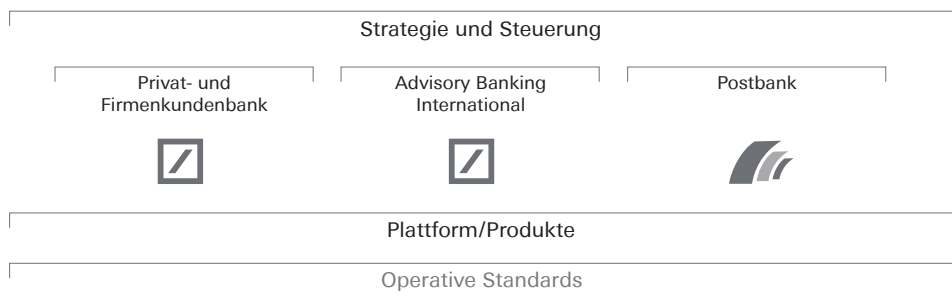 Strategie und Steuerung
Privat- und
Firmenkundenbank
Advisory Banking
International
Postbank
Plattform/Produkte
Operative Standards